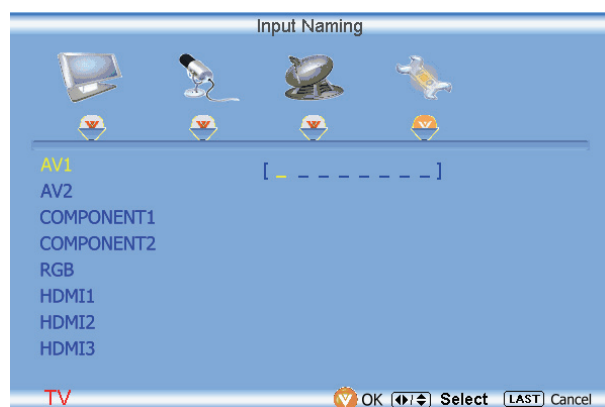 Input Naming
AV1 [ _ _ _ _ _ _ _ _ ]
AV2
COMPONENT1
COMPONENT2
RGB
HDMI1
HDMI2
HDMI3
TV OK Select LAST Cancel